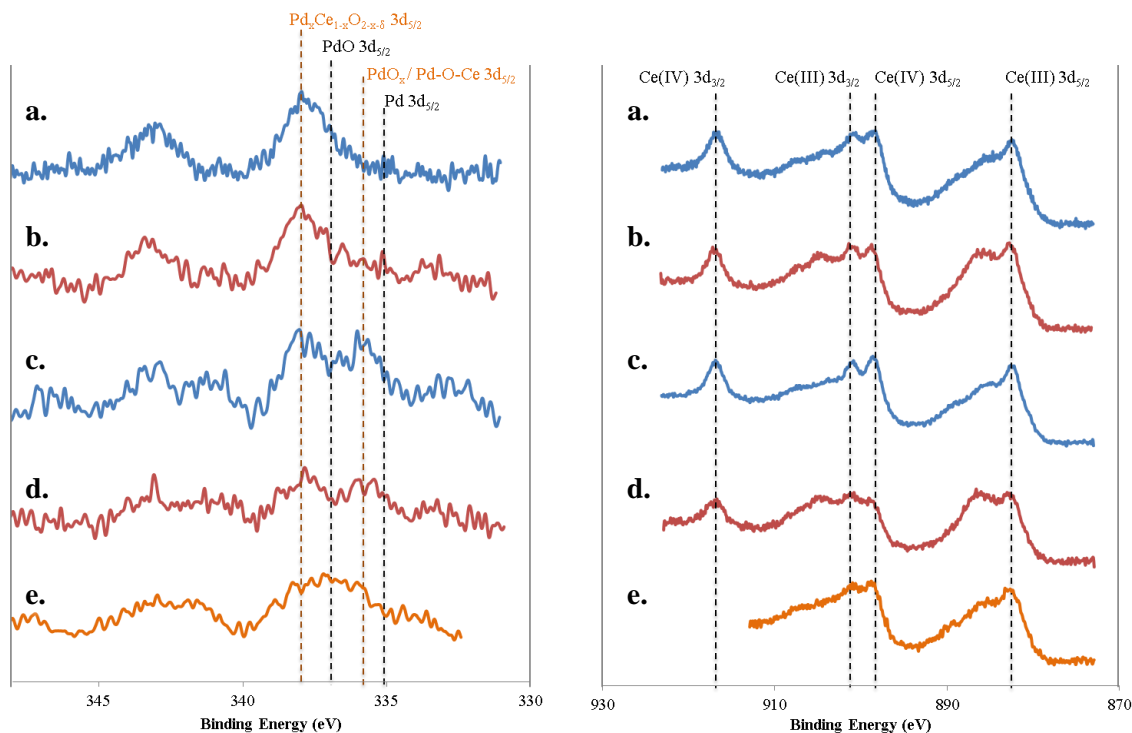 PdₓCe₁₋ₓO₂₋ₓ₋δ 3d₅/₂
PdO 3d₅/₂
PdOₓ / Pd-O-Ce 3d₅/₂
Pd 3d₅/₂
a.
b.
c.
d.
e.
345
340
335
330
Binding Energy (eV)
Ce(IV) 3d₃/₂
Ce(III) 3d₃/₂
Ce(IV) 3d₅/₂
Ce(III) 3d₅/₂
a.
b.
c.
d.
e.
930
910
890
870
Binding Energy (eV)